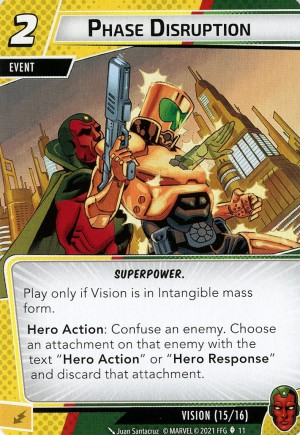 2
PHASE DISRUPTION
EVENT
SUPERPOWER.
Play only if Vision is in Intangible mass
form.
Hero Action: Confuse an enemy. Choose
an attachment on that enemy with the
text “Hero Action” or “Hero Response”
and discard that attachment.
VISION (15/16)
Juan Santacruz © MARVEL © 2021 FFG 11